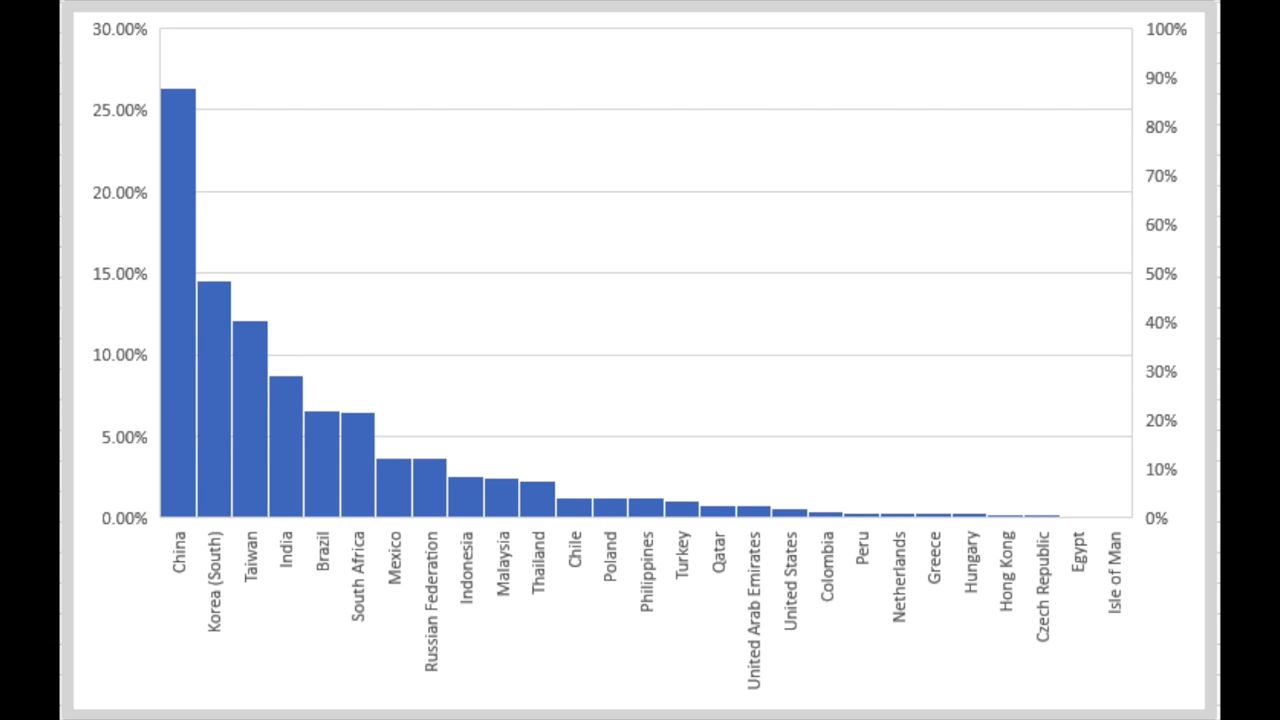 30.00%
25.00%
20.00%
15.00%
10.00%
5.00%
0.00%
100%
90%
80%
70%
60%
50%
40%
30%
20%
10%
0%
China
Korea (South)
Taiwan
India
Brazil
South Africa
Mexico
Russian Federation
Indonesia
Malaysia
Thailand
Chile
Poland
Philippines
Turkey
Qatar
United Arab Emirates
United States
Colombia
Peru
Netherlands
Greece
Hungary
Hong Kong
Czech Republic
Egypt
Isle of Man